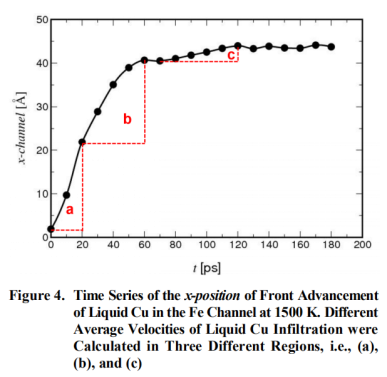 50
40
30
20
10
0
x-channel [Å]
a
b
c
0 20 40 60 80 100 120 140 160 180 200
t [ps]
Figure 4. Time Series of the x-position of Front Advancement
of Liquid Cu in the Fe Channel at 1500 K. Different
Average Velocities of Liquid Cu Infiltration were
Calculated in Three Different Regions, i.e., (a),
(b), and (c)